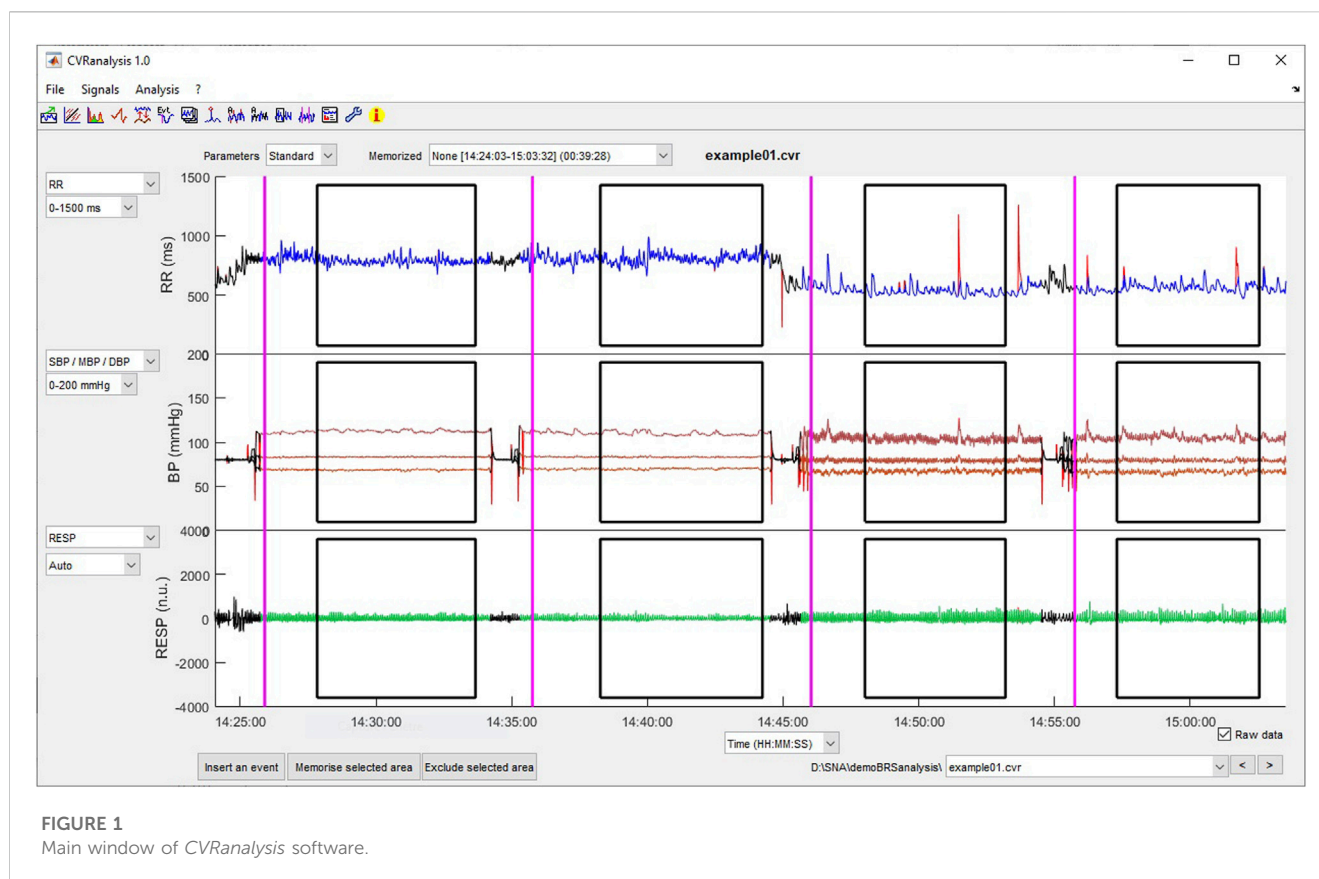 CVRanalysis 1.0
File Signals Analysis ?
Parameters Standard Memorized None [14:24:03-15:03:32] (00:39:28) example01.cvr
RR
0-1500 ms
RR (ms)
1500
1000
500
0
SBP / MBP / DBP
0-200 mmHg
BP (mmHg)
200
150
100
50
0
RESP
Auto
RESP (n.u.)
4000
2000
0
-2000
-4000
14:25:00 14:30:00 14:35:00 14:40:00 14:45:00 14:50:00 14:55:00 15:00:00
Time (HH:MM:SS) Raw data
Insert an event Memorise selected area Exclude selected area D:\SNA\demoBRSanalysis\ example01.cvr < >
FIGURE 1
Main window of CVRanalysis software.